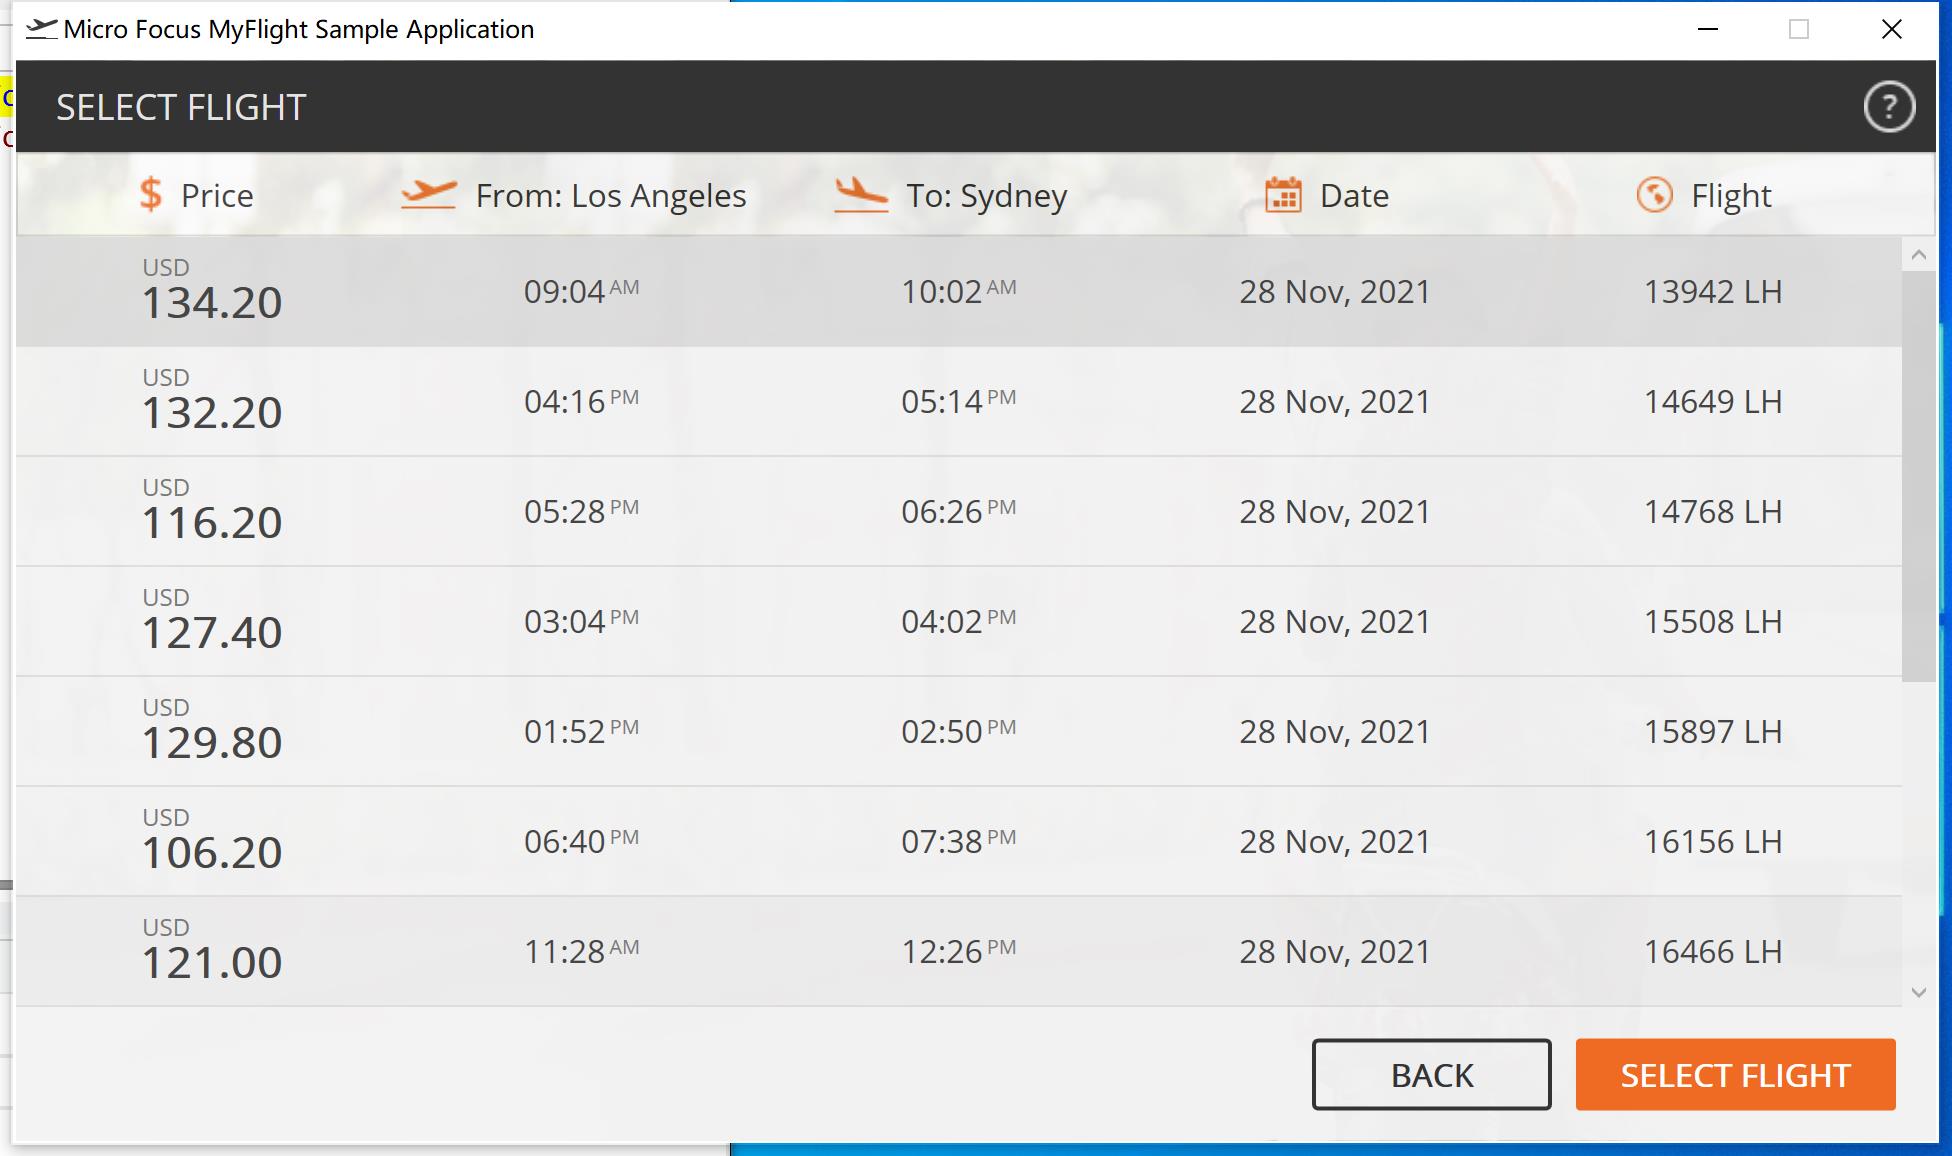 Micro Focus MyFlight Sample Application
SELECT FLIGHT ?
$ Price From: Los Angeles To: Sydney Date Flight
USD
134.20 09:04 AM 10:02 AM 28 Nov, 2021 13942 LH
USD
132.20 04:16 PM 05:14 PM 28 Nov, 2021 14649 LH
USD
116.20 05:28 PM 06:26 PM 28 Nov, 2021 14768 LH
USD
127.40 03:04 PM 04:02 PM 28 Nov, 2021 15508 LH
USD
129.80 01:52 PM 02:50 PM 28 Nov, 2021 15897 LH
USD
106.20 06:40 PM 07:38 PM 28 Nov, 2021 16156 LH
USD
121.00 11:28 AM 12:26 PM 28 Nov, 2021 16466 LH
BACK SELECT FLIGHT